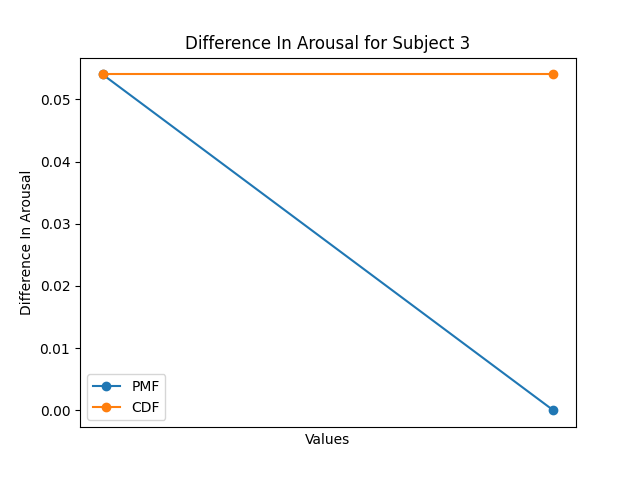 Difference In Arousal for Subject 3
Difference In Arousal
0.05
0.04
0.03
0.02
0.01
0.00
PMF
CDF
Values